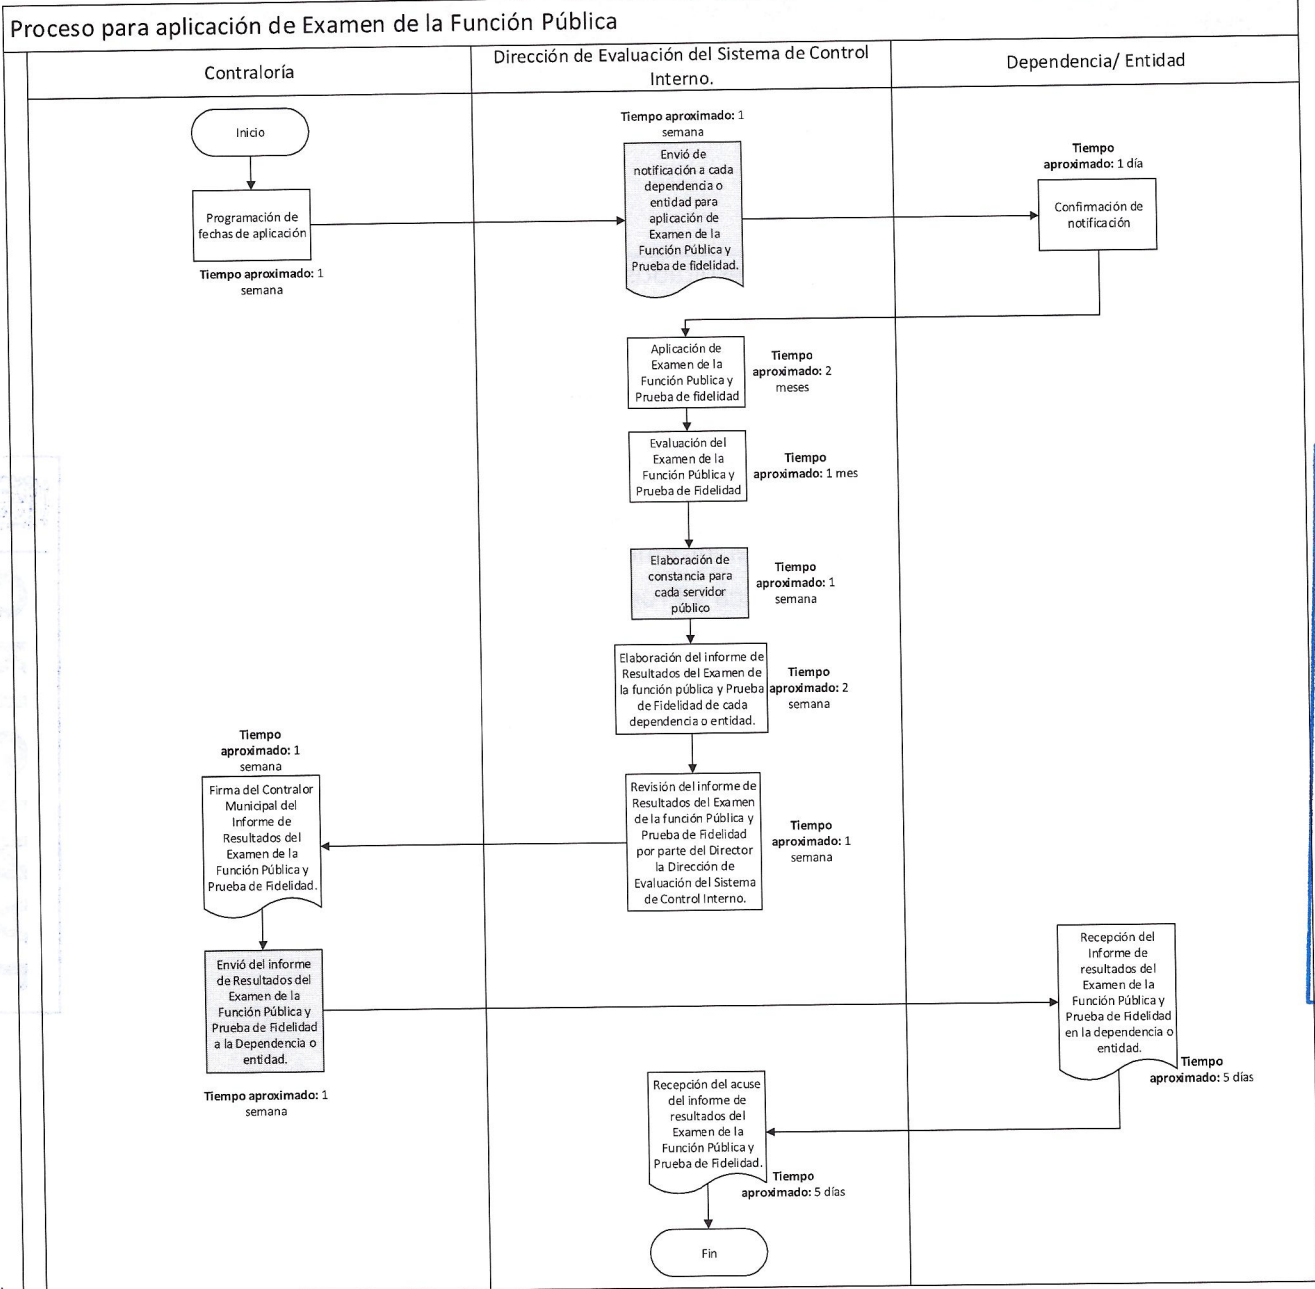 Proceso para aplicación de Examen de la Función Pública
Contraloría
Dirección de Evaluación del Sistema de Control
Interno.
Dependencia/ Entidad
Inicio
Programación de
fechas de aplicación
Tiempo aproximado: 1
semana
Tiempo aproximado: 1
semana
Envió de
notificación a cada
dependencia o
entidad para
aplicación de
Examen de la
Función Pública y
Prueba de fidelidad.
Tiempo
aproximado: 1 día
Confirmación de
notificación
Aplicación de
Examen de la
Función Publica y
Prueba de fidelidad
Tiempo
aproximado: 2
meses
Evaluación del
Examen de la
Función Pública y
Prueba de Fidelidad
Tiempo
aproximado: 1 mes
Elaboración de
constancia para
cada servidor
público
Tiempo
aproximado: 1
semana
Elaboración del informe de
Resultados del Examen de
la función pública y Prueba
de Fidelidad de cada
dependencia o entidad.
Tiempo
aproximado: 2
semana
Revisión del informe de
Resultados del Examen
de la función Pública y
Prueba de Fidelidad
por parte del Director
la Dirección de
Evaluación del Sistema
de Control Interno.
Tiempo
aproximado: 1
semana
Tiempo
aproximado: 1
semana
Firma del Contralor
Municipal del
Informe de
Resultados del
Examen de la
Función Pública y
Prueba de Fidelidad.
Envió del informe
de Resultados del
Examen de la
Función Pública y
Prueba de Fidelidad
a la Dependencia o
entidad.
Tiempo aproximado: 1
semana
Recepción del
Informe de
resultados del
Examen de la
Función Pública y
Prueba de Fidelidad
en la dependencia o
entidad.
Tiempo
aproximado: 5 días
Recepción del acuse
del informe de
resultados del
Examen de la
Función Pública y
Prueba de Fidelidad.
Tiempo
aproximado: 5 días
Fin